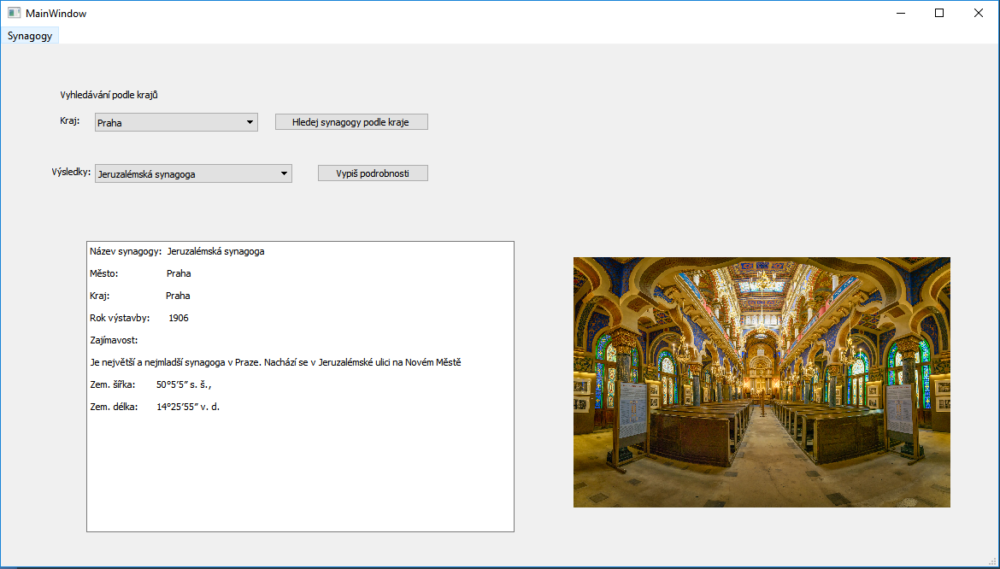 MainWindow
Synagogy
Vyhledávání podle krajů
Kraj: Praha Hledej synagogy podle kraje
Výsledky: Jeruzalémská synagoga Vypiš podrobnosti
Název synagogy: Jeruzalémská synagoga
Město: Praha
Kraj: Praha
Rok výstavby: 1906
Zajímavost:
Je největší a nejmladší synagoga v Praze. Nachází se v Jeruzalémské ulici na Novém Městě
Zem. šířka: 50°5′5″ s. š.,
Zem. délka: 14°25′55″ v. d.